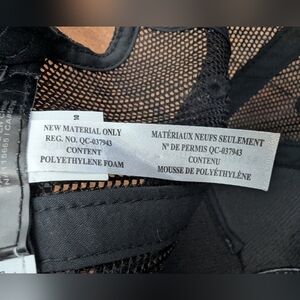 NEW MATERIAL ONLY
REG. NO. QC-037943
CONTENT
POLYETHYLENE FOAM
MATÉRIAUX NEUFS SEULEMENT
Nº DE PERMIS QC-037943
CONTENU
MOUSSE DE POLYÉTHYLÈNE